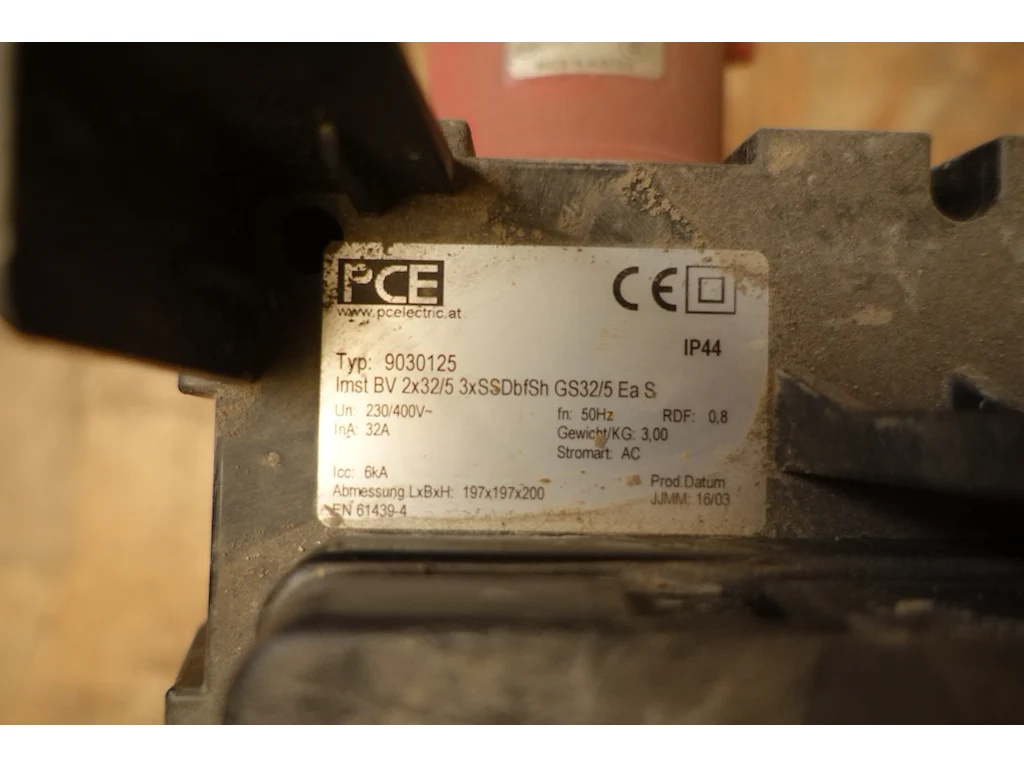 PCE
www.pcelectric.at
CE
IP44
Typ: 9030125
Imst BV 2x32/5 3xSSDbfSh GS32/5 Ea S
Un: 230/400V~ fn: 50Hz RDF: 0,8
InA: 32A Gewicht/KG: 3,00
Stromart: AC
Icc: 6kA
Abmessung LxBxH: 197x197x200 Prod.Datum
EN 61439-4 JJMM: 16/03